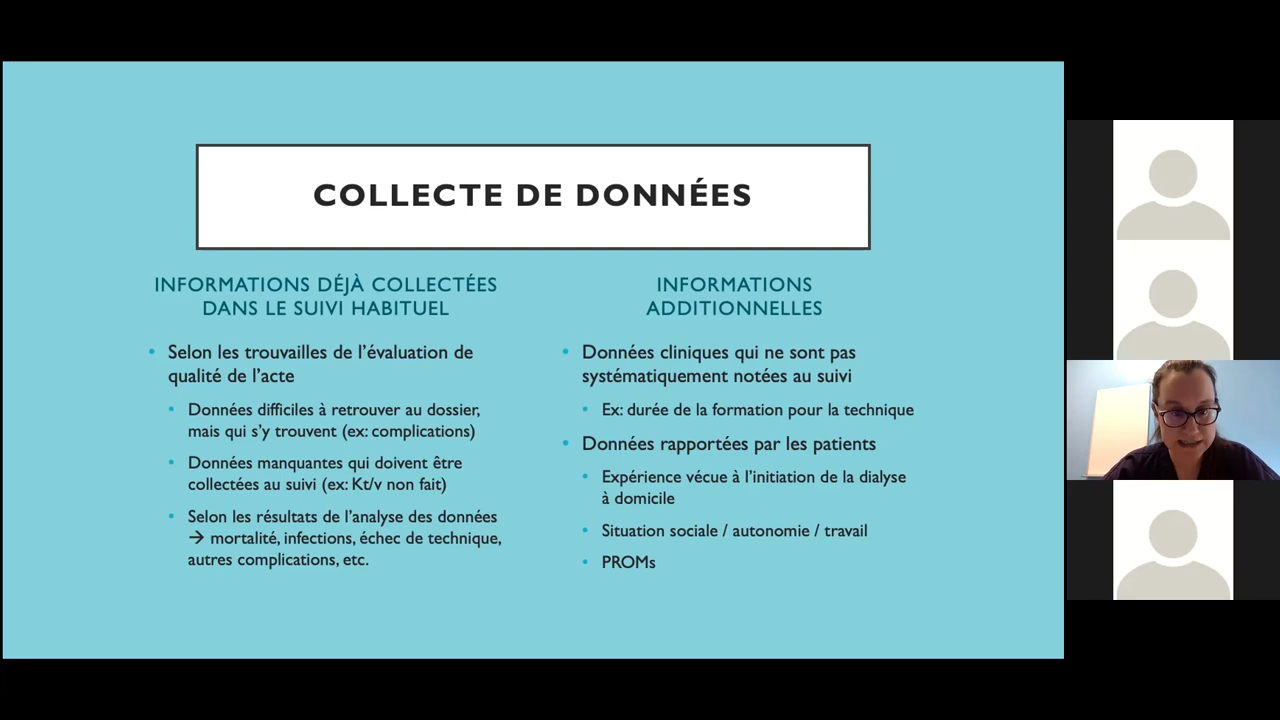 COLLECTE DE DONNÉES
INFORMATIONS DÉJÀ COLLECTÉES
DANS LE SUIVI HABITUEL
• Selon les trouvailles de l'évaluation de
qualité de l'acte
• Données difficiles à retrouver au dossier,
mais qui s'y trouvent (ex: complications)
• Données manquantes qui doivent être
collectées au suivi (ex: Kt/v non fait)
• Selon les résultats de l'analyse des données
→ mortalité, infections, échec de technique,
autres complications, etc.
INFORMATIONS
ADDITIONNELLES
• Données cliniques qui ne sont pas
systématiquement notées au suivi
• Ex: durée de la formation pour la technique
• Données rapportées par les patients
• Expérience vécue à l'initiation de la dialyse
à domicile
• Situation sociale / autonomie / travail
• PROMs